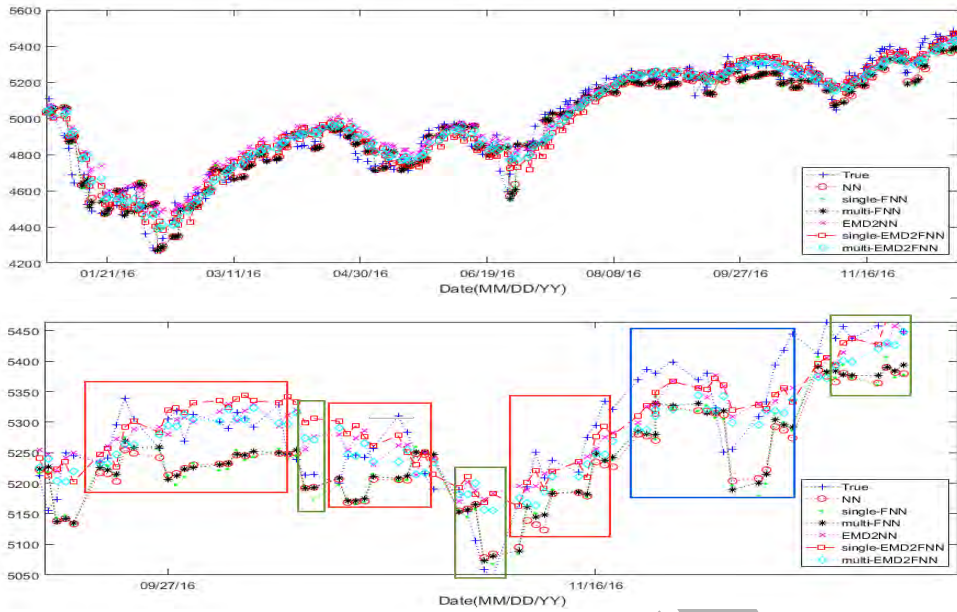 5600
5400
5200
5000
4800
4600
4400
4200
01/21/16
03/11/16
04/30/16
06/19/16
08/08/16
09/27/16
11/16/16
Date(MM/DD/YY)
True
NN
single-FNN
multi-FNN
EMD2NN
single-EMD2FNN
multi-EMD2FNN
5450
5400
5350
5300
5250
5200
5150
5100
5050
09/27/16
11/16/16
Date(MM/DD/YY)
True
NN
single-FNN
multi-FNN
EMD2NN
single-EMD2FNN
multi-EMD2FNN